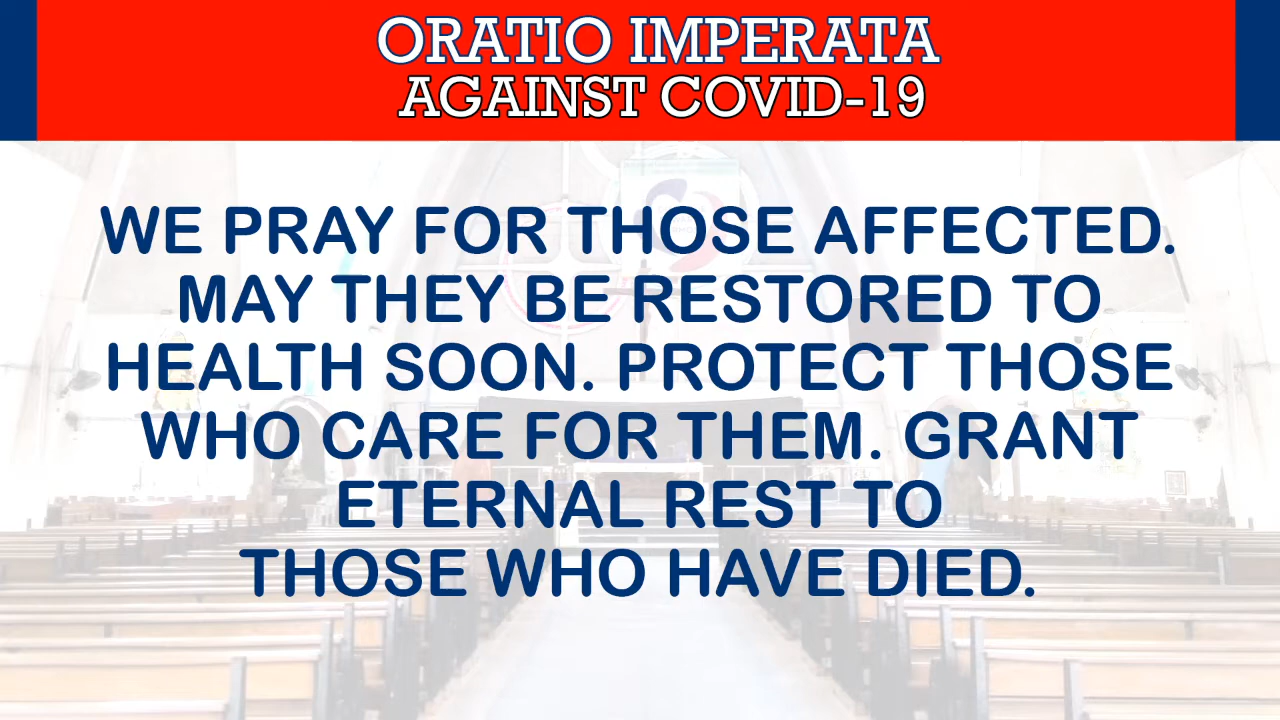 ORATIO IMPERATA
AGAINST COVID-19
WE PRAY FOR THOSE AFFECTED.
MAY THEY BE RESTORED TO
HEALTH SOON. PROTECT THOSE
WHO CARE FOR THEM. GRANT
ETERNAL REST TO
THOSE WHO HAVE DIED.